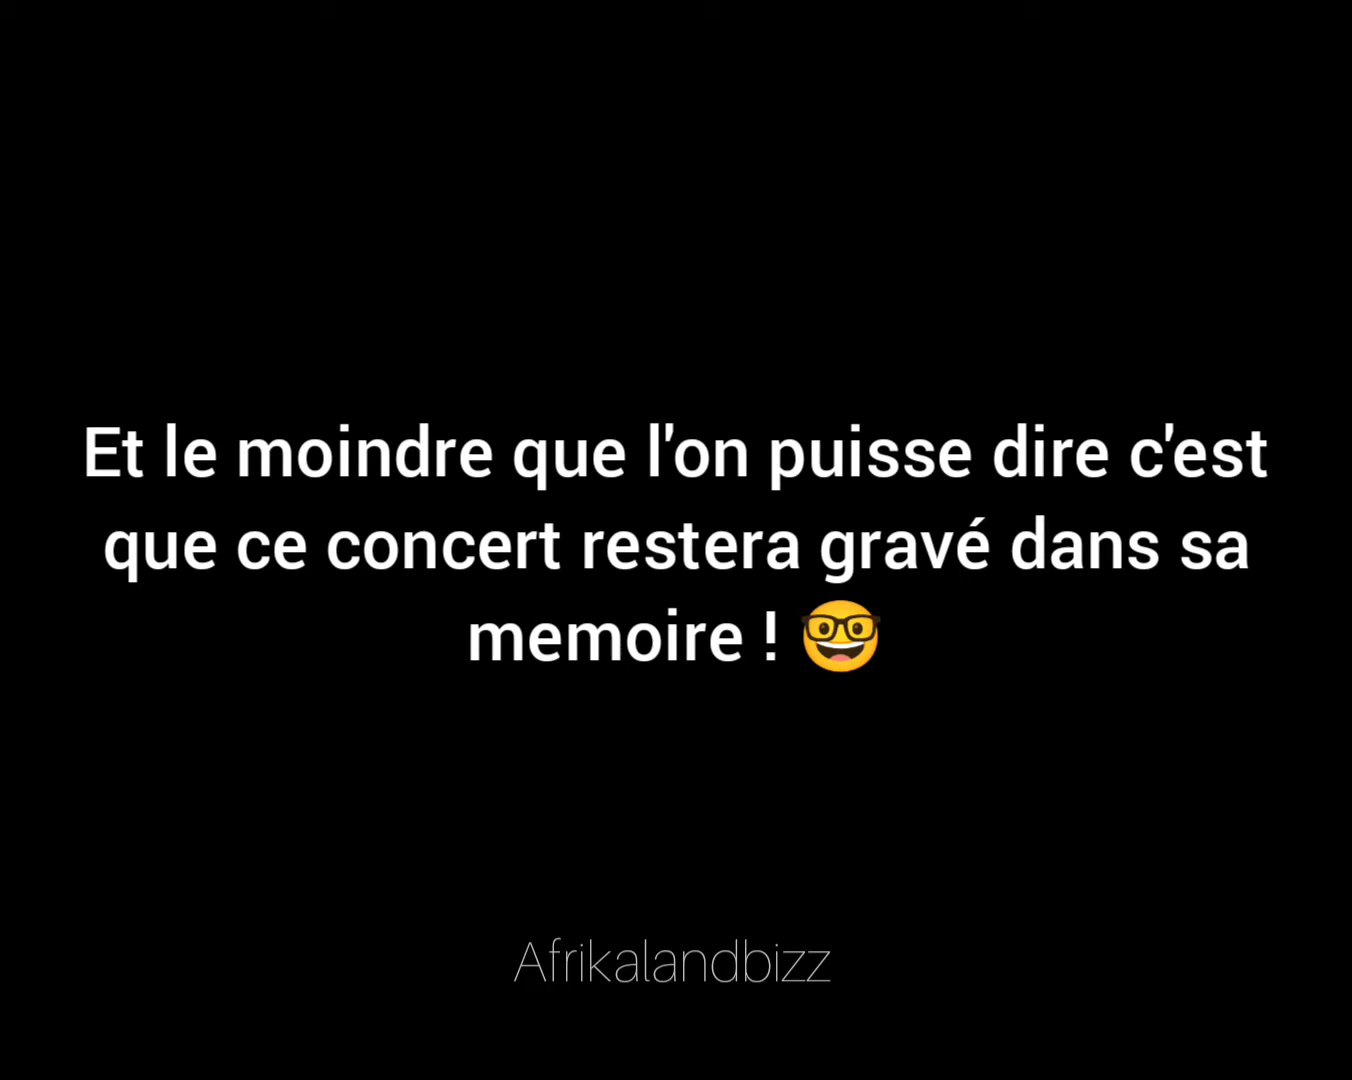 Et le moindre que l'on puisse dire c'est
que ce concert restera gravé dans sa
memoire ! 🤓
Afrikalandbizz